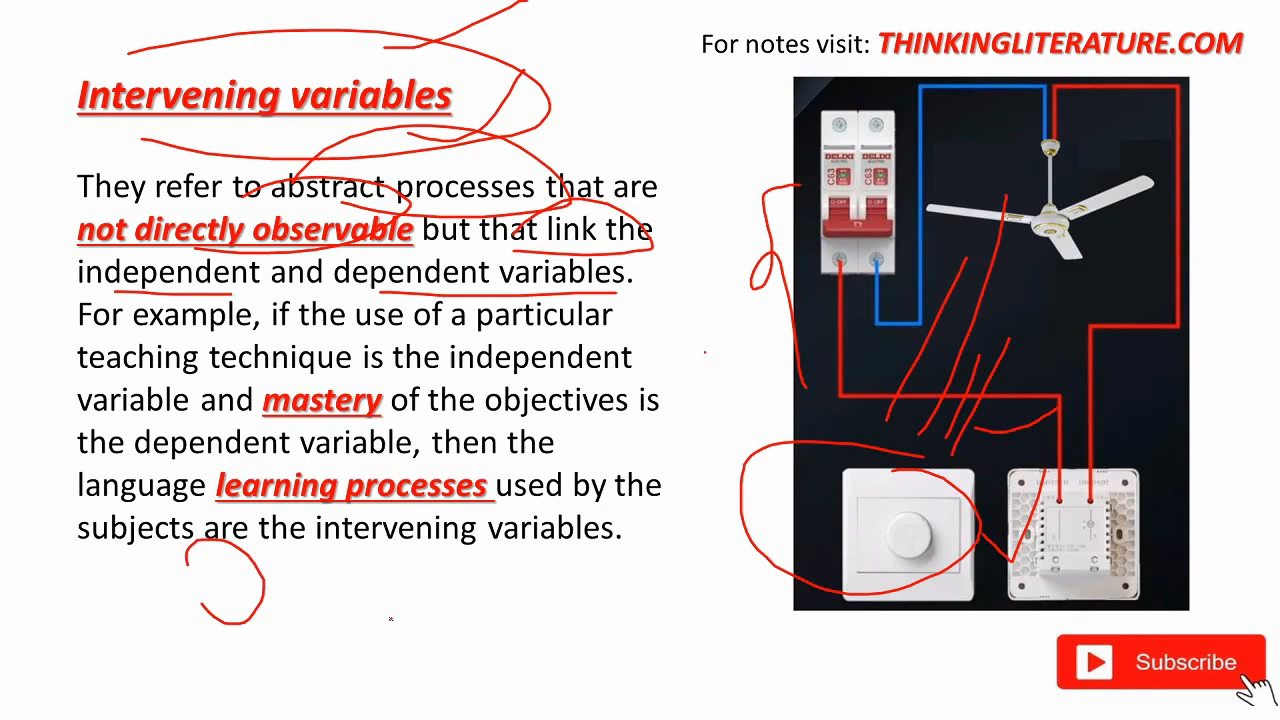 For notes visit: THINKINGLITERATURE.COM
Intervening variables
They refer to abstract processes that are
not directly observable but that link the
independent and dependent variables.
For example, if the use of a particular
teaching technique is the independent
variable and mastery of the objectives is
the dependent variable, then the
language learning processes used by the
subjects are the intervening variables.
DELIXI DELIXI
C63 C63
Subscribe